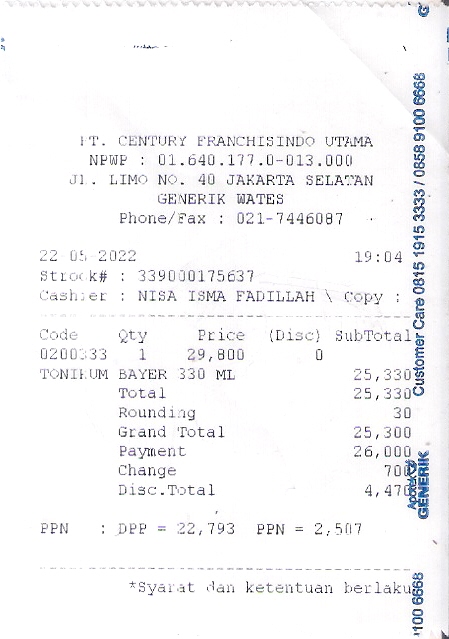 PT. CENTURY FRANCHISINDO UTAMA
NPWP : 01.640.177.0-013.000
Jl. LIMO NO. 40 JAKARTA SELATAN
GENERIK WATES
Phone/Fax : 021-7446087
22-05-2022 19:04
Strook# : 339000175637
Cashier : NISA ISMA FADILLAH \ Copy :
Code Qty Price (Disc) SubTotal
0200333 1 29,800 0
TONIKUM BAYER 330 ML 25,330
Total 25,330
Rounding 30
Grand Total 25,300
Payment 26,000
Change 700
Disc.Total 4,470
PPN : DPP = 22,793 PPN = 2,507
*Syarat dan ketentuan berlaku
G
Customer Care 0815 1915 3333 / 0858 9100 6668
Apotek
GENERIK
9100 6668